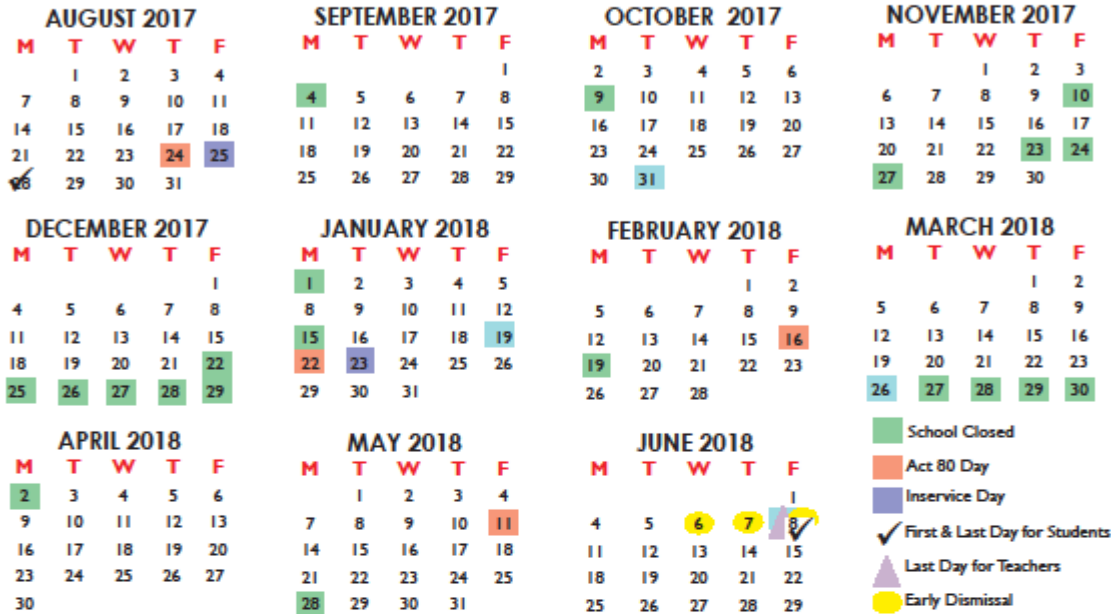 AUGUST 2017
M T W T F
1 2 3 4
7 8 9 10 11
14 15 16 17 18
21 22 23 24 25
28 29 30 31
SEPTEMBER 2017
M T W T F
1
4 5 6 7 8
11 12 13 14 15
18 19 20 21 22
25 26 27 28 29
OCTOBER 2017
M T W T F
2 3 4 5 6
9 10 11 12 13
16 17 18 19 20
23 24 25 26 27
30 31
NOVEMBER 2017
M T W T F
1 2 3
6 7 8 9 10
13 14 15 16 17
20 21 22 23 24
27 28 29 30
DECEMBER 2017
M T W T F
1
4 5 6 7 8
11 12 13 14 15
18 19 20 21 22
25 26 27 28 29
JANUARY 2018
M T W T F
1 2 3 4 5
8 9 10 11 12
15 16 17 18 19
22 23 24 25 26
29 30 31
FEBRUARY 2018
M T W T F
1 2
5 6 7 8 9
12 13 14 15 16
19 20 21 22 23
26 27 28
MARCH 2018
M T W T F
1 2
5 6 7 8 9
12 13 14 15 16
19 20 21 22 23
26 27 28 29 30
APRIL 2018
M T W T F
2 3 4 5 6
9 10 11 12 13
16 17 18 19 20
23 24 25 26 27
30
MAY 2018
M T W T F
1 2 3 4
7 8 9 10 11
14 15 16 17 18
21 22 23 24 25
28 29 30 31
JUNE 2018
M T W T F
1
4 5 6 7 8
11 12 13 14 15
18 19 20 21 22
25 26 27 28 29
School Closed
Act 80 Day
Inservice Day
First & Last Day for Students
Last Day for Teachers
Early Dismissal